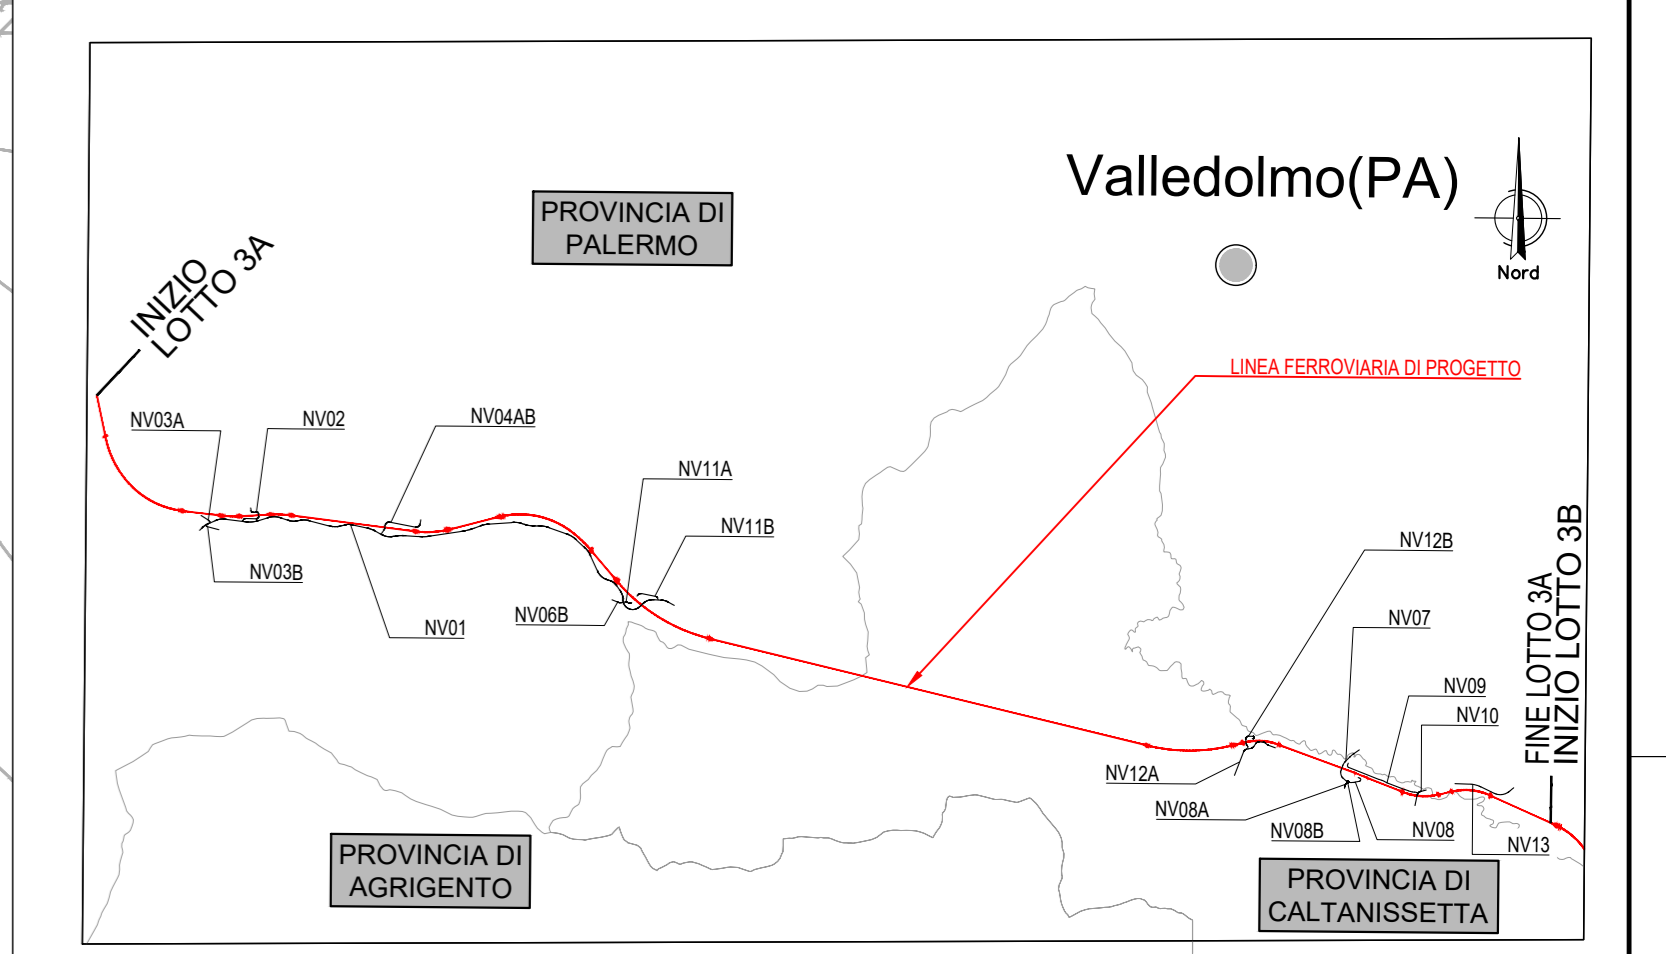 Valledolmo(PA)
PROVINCIA DI
PALERMO
Nord
INIZIO
LOTTO 3A
LINEA FERROVIARIA DI PROGETTO
NV03A
NV02
NV04AB
NV11A
NV11B
NV12B
NV03B
NV06B
NV01
NV07
NV09
NV10
FINE LOTTO 3A
INIZIO LOTTO 3B
NV12A
NV08A
NV08B
NV08
NV13
PROVINCIA DI
AGRIGENTO
PROVINCIA DI
CALTANISSETTA